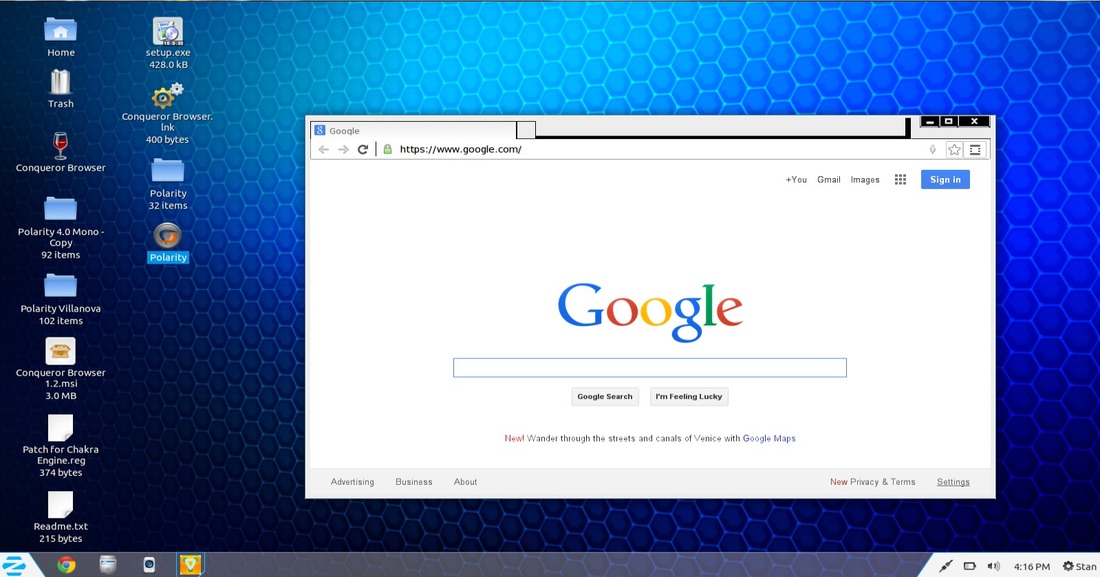 Home
Trash
Conqueror Browser
Polarity 4.0 Mono -
Copy
92 items
Polarity Villanova
102 items
Conqueror Browser
1.2.msi
3.0 MB
Patch for Chakra
Engine.reg
374 bytes
Readme.txt
215 bytes
setup.exe
428.0 kB
Conqueror Browser.
lnk
400 bytes
Polarity
32 items
Polarity
Google
https://www.google.com/
+You Gmail Images Sign in
Google
Google Search I'm Feeling Lucky
New! Wander through the streets and canals of Venice with Google Maps
Advertising Business About New Privacy & Terms Settings
4:16 PM Stan